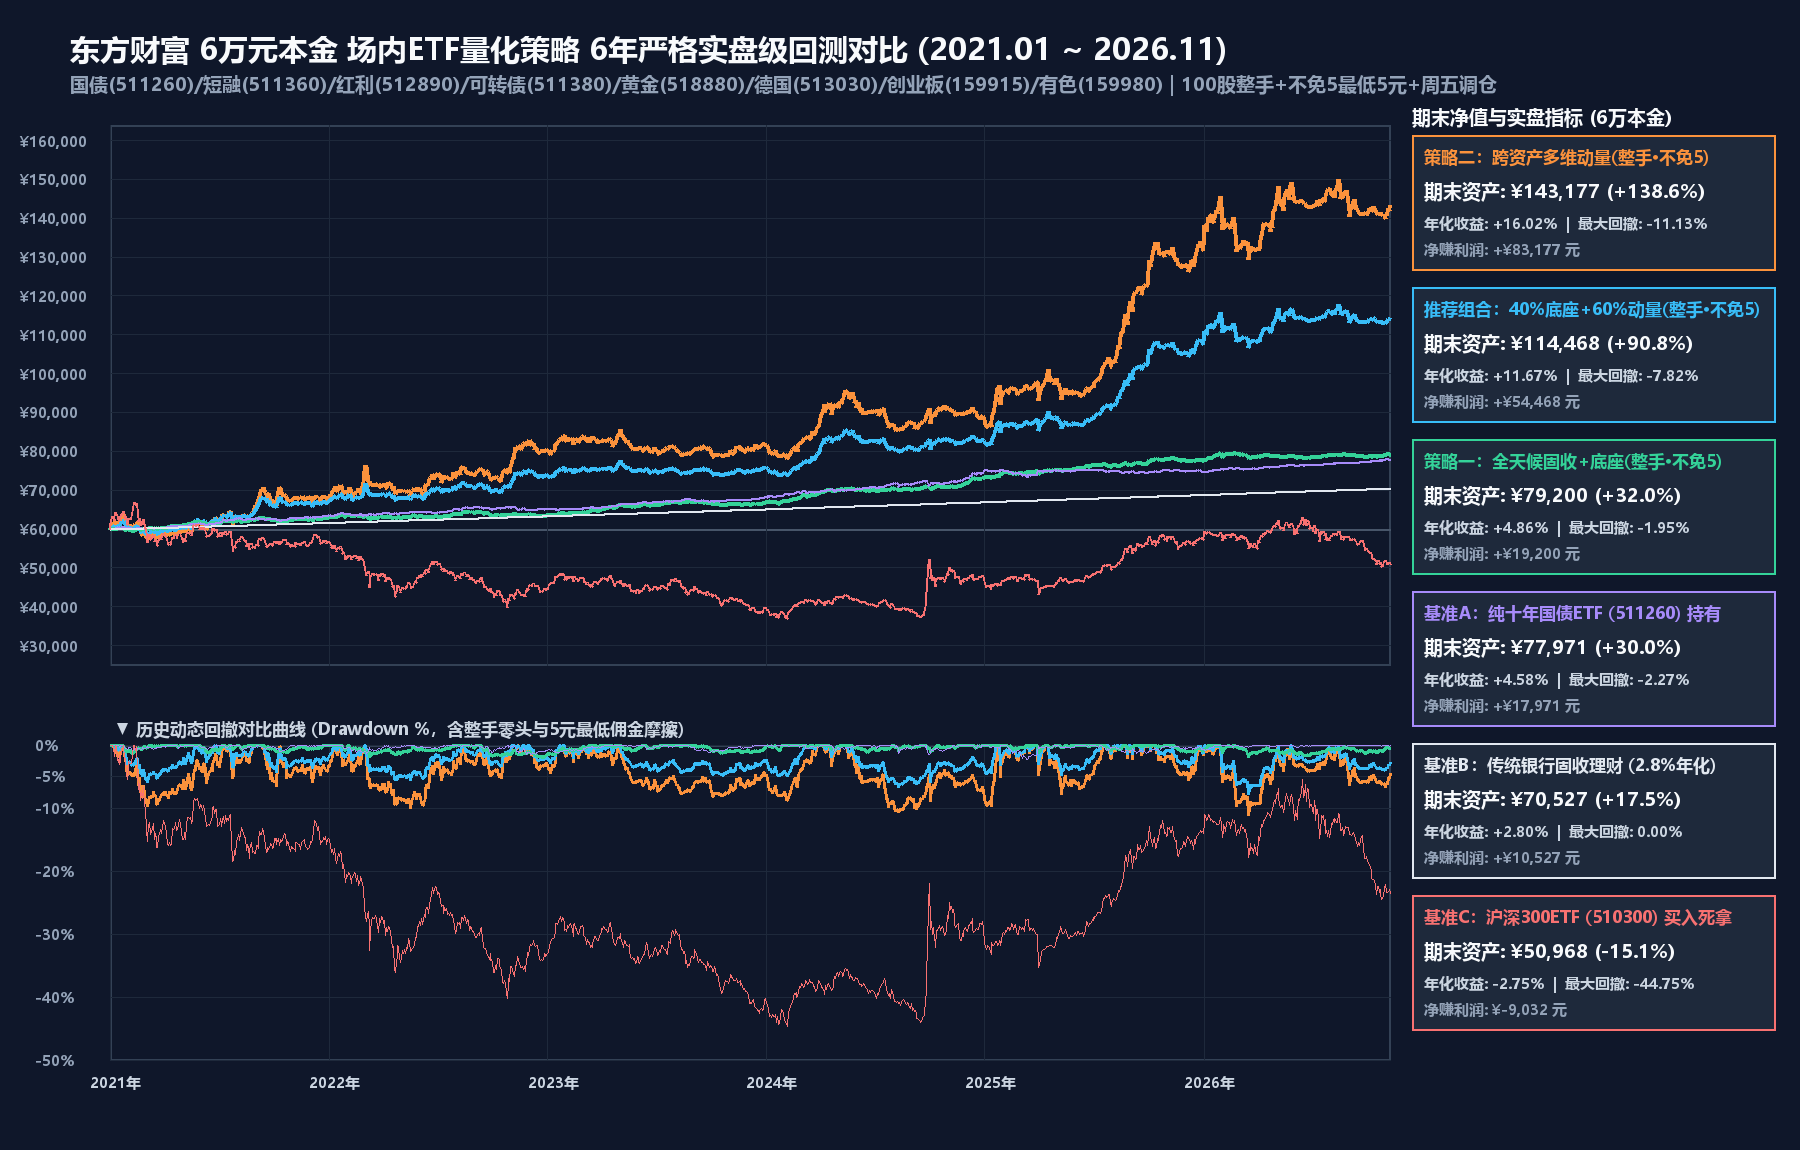 东方财富 6万元本金 场内ETF量化策略 6年严格实盘级回测对比 (2021.01 ~ 2026.11)
国债(511260)/短融(511360)/红利(512890)/可转债(511380)/黄金(518880)/德国(513030)/创业板(159915)/有色(159980) | 100股整手+不免5最低5元+周五调仓
¥160,000
¥150,000
¥140,000
¥130,000
¥120,000
¥110,000
¥100,000
¥90,000
¥80,000
¥70,000
¥60,000
¥50,000
¥40,000
¥30,000
▼ 历史动态回撤对比曲线 (Drawdown %，含整手零头与5元最低佣金摩擦)
0%
-5%
-10%
-20%
-30%
-40%
-50%
2021年
2022年
2023年
2024年
2025年
2026年
期末净值与实盘指标 (6万本金)
策略二：跨资产多维动量(整手·不免5)
期末资产: ¥143,177 (+138.6%)
年化收益: +16.02% | 最大回撤: -11.13%
净赚利润: +¥83,177 元
推荐组合：40%底座+60%动量(整手·不免5)
期末资产: ¥114,468 (+90.8%)
年化收益: +11.67% | 最大回撤: -7.82%
净赚利润: +¥54,468 元
策略一：全天候固收+底座(整手·不免5)
期末资产: ¥79,200 (+32.0%)
年化收益: +4.86% | 最大回撤: -1.95%
净赚利润: +¥19,200 元
基准A：纯十年国债ETF (511260) 持有
期末资产: ¥77,971 (+30.0%)
年化收益: +4.58% | 最大回撤: -2.27%
净赚利润: +¥17,971 元
基准B：传统银行固收理财 (2.8%年化)
期末资产: ¥70,527 (+17.5%)
年化收益: +2.80% | 最大回撤: 0.00%
净赚利润: +¥10,527 元
基准C：沪深300ETF (510300) 买入死拿
期末资产: ¥50,968 (-15.1%)
年化收益: -2.75% | 最大回撤: -44.75%
净赚利润: ¥-9,032 元